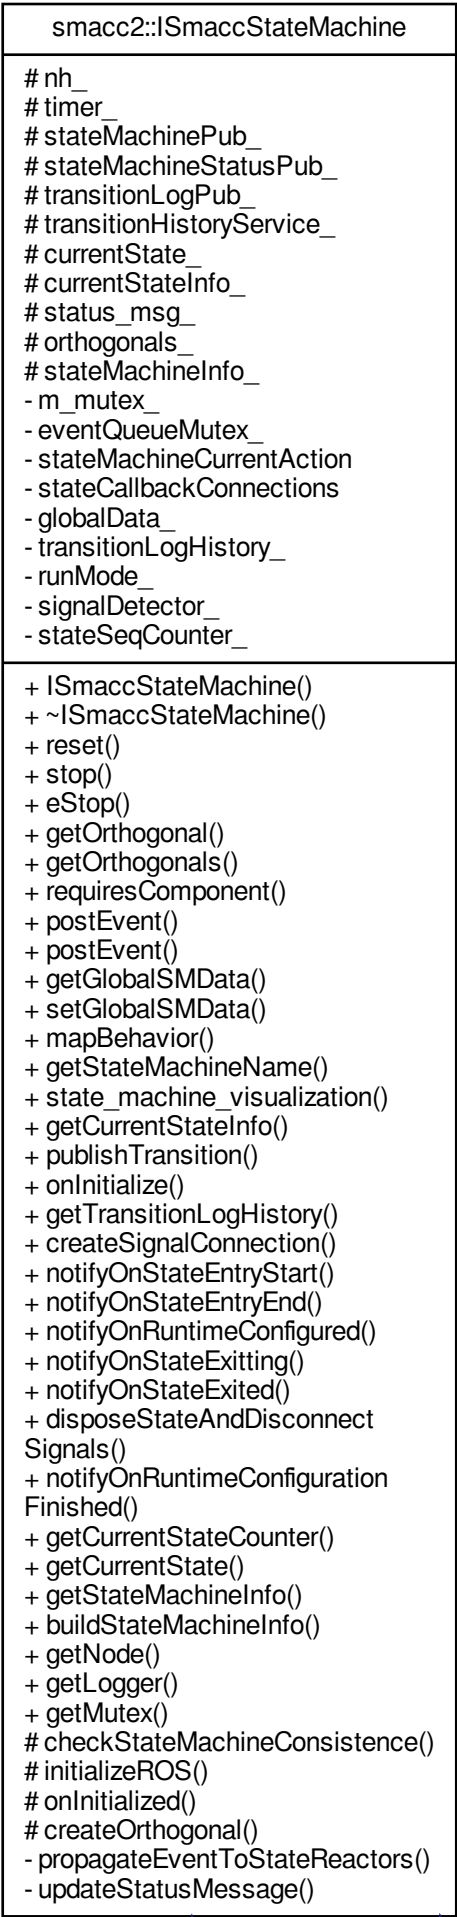 smacc2::ISmaccStateMachine
# nh_
# timer_
# stateMachinePub_
# stateMachineStatusPub_
# transitionLogPub_
# transitionHistoryService_
# currentState_
# currentStateInfo_
# status_msg_
# orthogonals_
# stateMachineInfo_
- m_mutex_
- eventQueueMutex_
- stateMachineCurrentAction
- stateCallbackConnections
- globalData_
- transitionLogHistory_
- runMode_
- signalDetector_
- stateSeqCounter_
+ ISmaccStateMachine()
+ ~ISmaccStateMachine()
+ reset()
+ stop()
+ eStop()
+ getOrthogonal()
+ getOrthogonals()
+ requiresComponent()
+ postEvent()
+ postEvent()
+ getGlobalSMData()
+ setGlobalSMData()
+ mapBehavior()
+ getStateMachineName()
+ state_machine_visualization()
+ getCurrentStateInfo()
+ publishTransition()
+ onInitialize()
+ getTransitionLogHistory()
+ createSignalConnection()
+ notifyOnStateEntryStart()
+ notifyOnStateEntryEnd()
+ notifyOnRuntimeConfigured()
+ notifyOnStateExitting()
+ notifyOnStateExited()
+ disposeStateAndDisconnect
Signals()
+ notifyOnRuntimeConfiguration
Finished()
+ getCurrentStateCounter()
+ getCurrentState()
+ getStateMachineInfo()
+ buildStateMachineInfo()
+ getNode()
+ getLogger()
+ getMutex()
# checkStateMachineConsistence()
# initializeROS()
# onInitialized()
# createOrthogonal()
- propagateEventToStateReactors()
- updateStatusMessage()